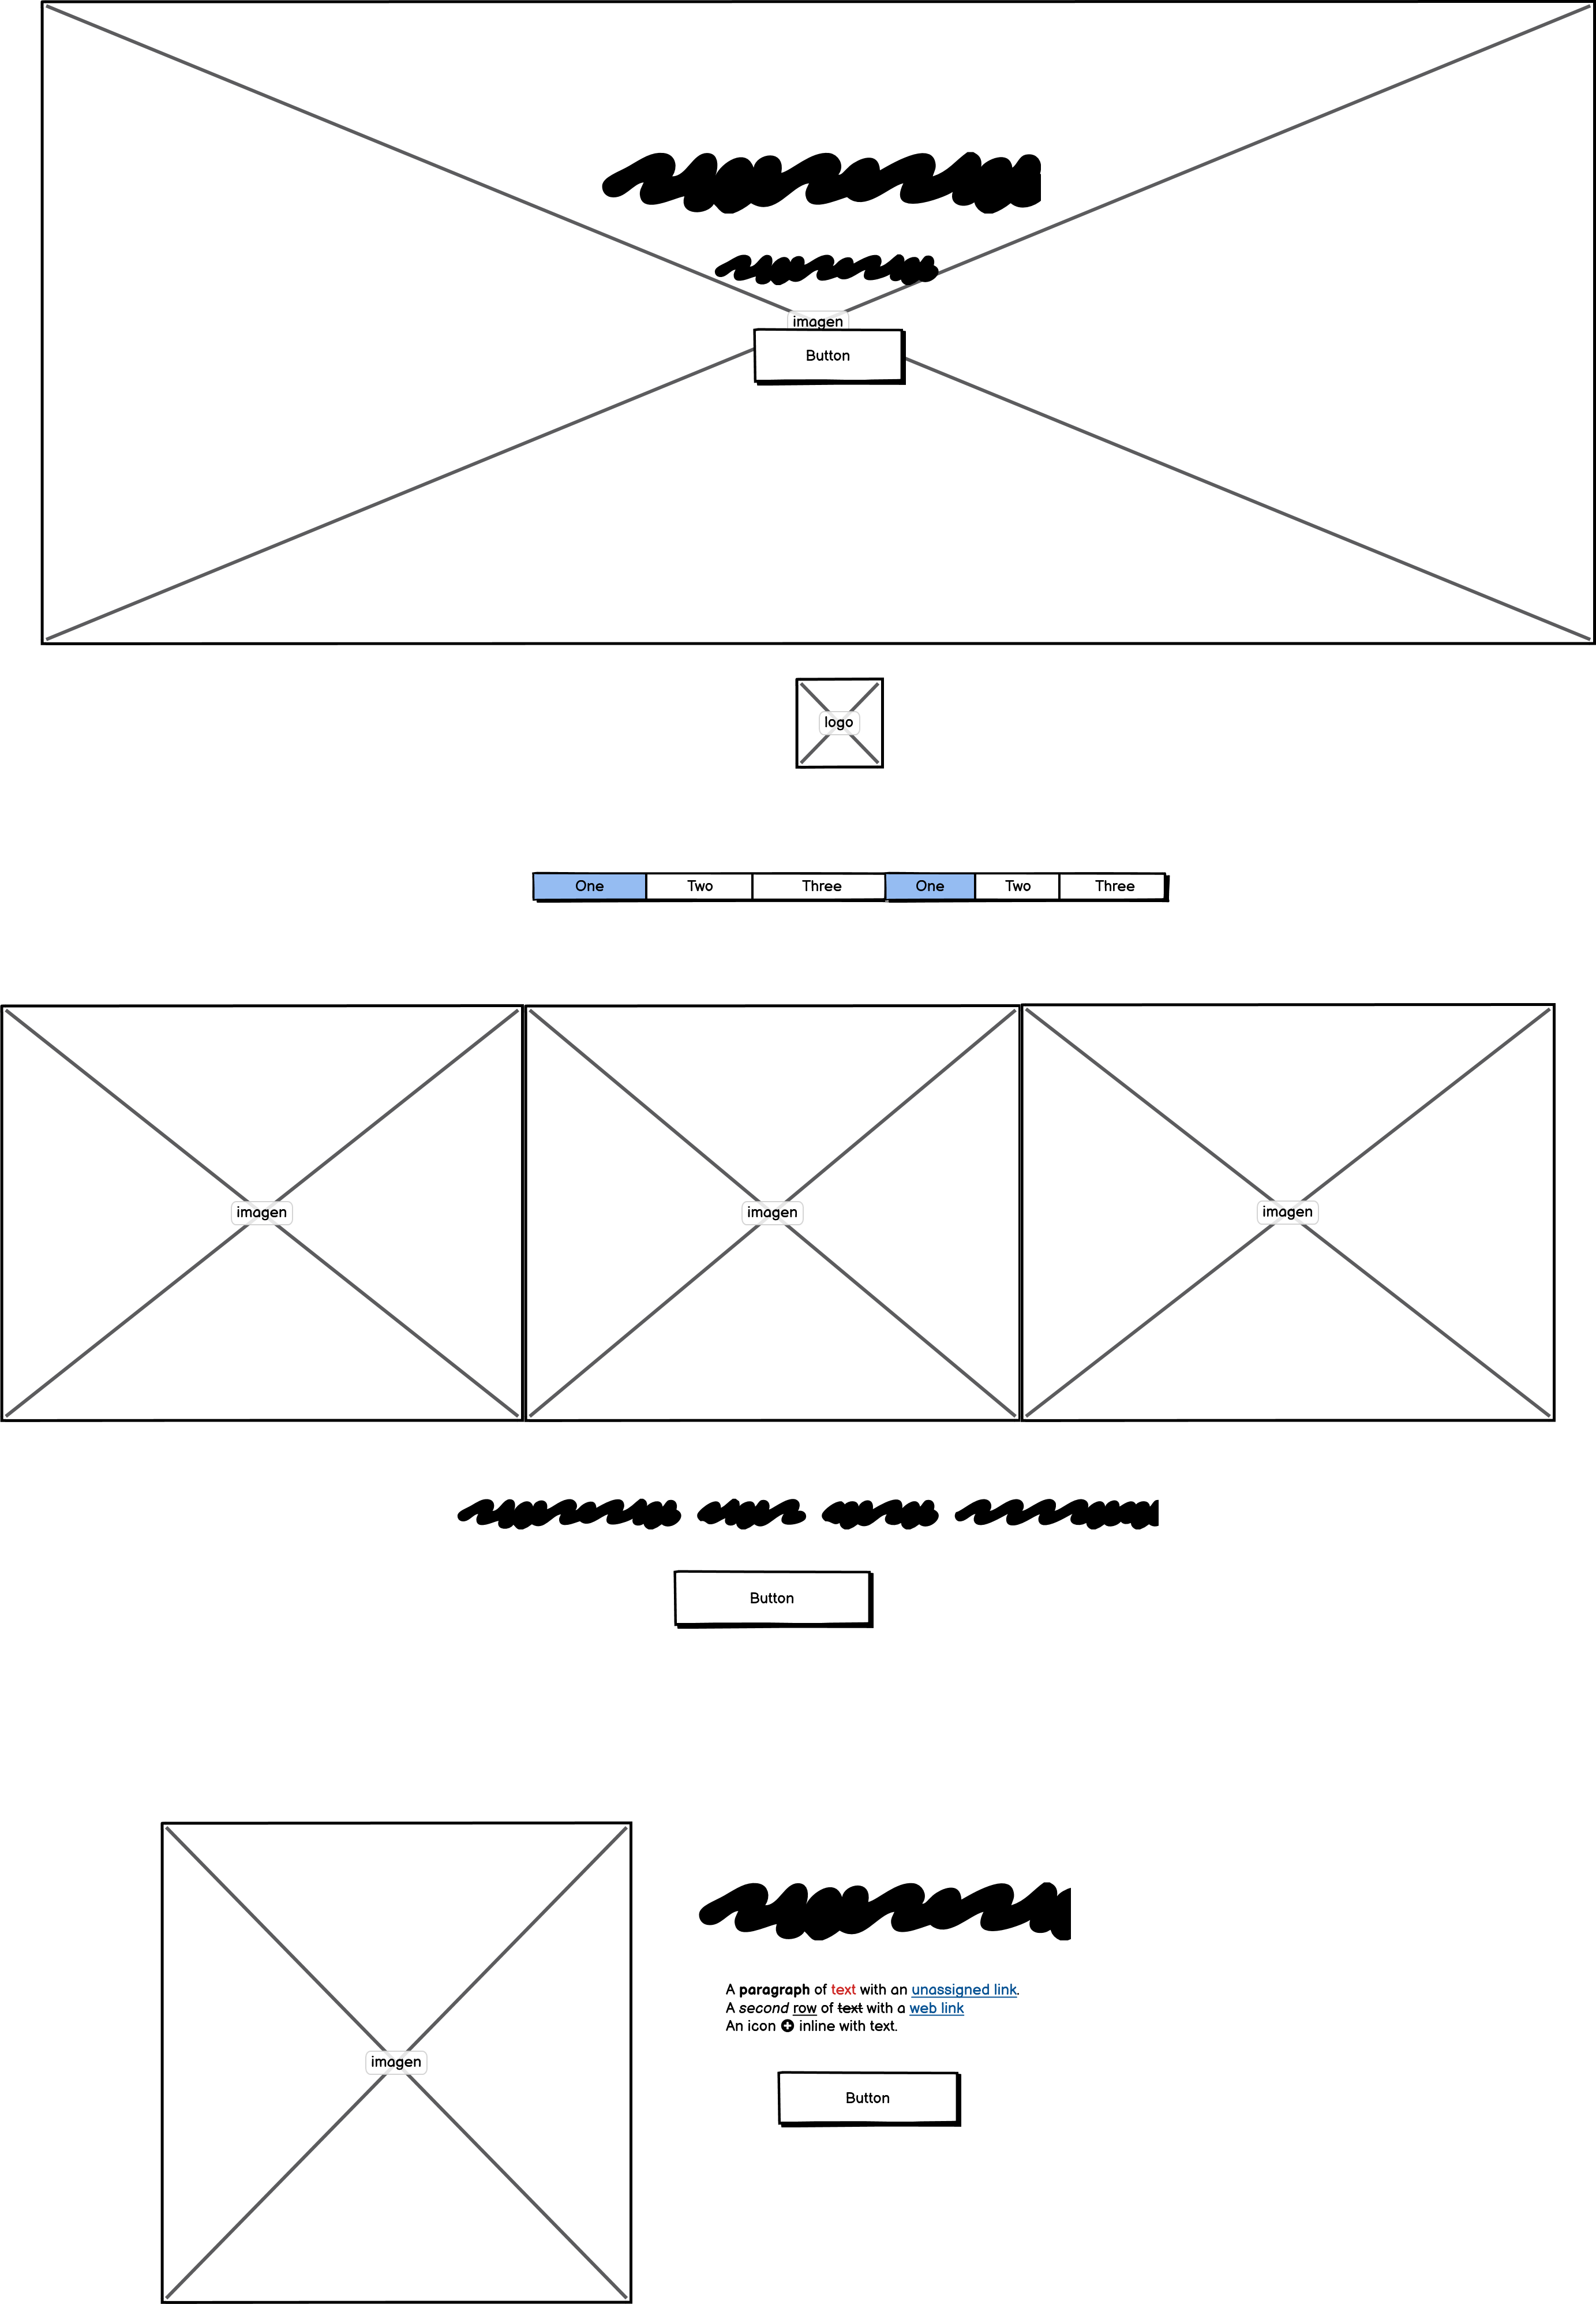 imagen
Button
logo
One Two Three One Two Three
imagen imagen imagen
Button
A paragraph of text with an unassigned link.
A second row of text with a web link
An icon inline with text.
imagen
Button